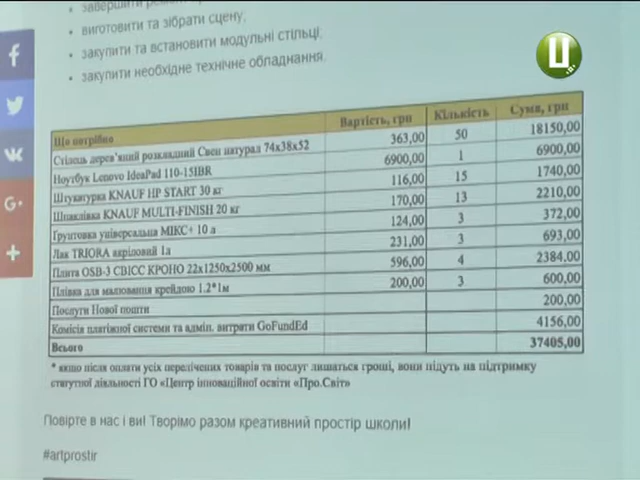 завершити
виготовити та зібрати сцену;
закупити та встановити модульні стільці;
закупити необхідне технічне обладнання.
Ц
Що потрібно Вартість, грн Кількість Сума, грн
Стілець дерев'яний розкладний Свен натурал 74х38х52 363,00 50 18150,00
Ноутбук Lenovo IdeaPad 110-15IBR 6900,00 1 6900,00
Штукатурка KNAUF HP START 30 кг 116,00 15 1740,00
Шпаклівка KNAUF MULTI-FINISH 20 кг 170,00 13 2210,00
Ґрунтовка універсальна МІКС+ 10 л 124,00 3 372,00
Лак TRIORA акріловий 1л 231,00 3 693,00
Плита OSB-3 СВІСС КРОНО 22х1250х2500 мм 596,00 4 2384,00
Плівка для малювання крейдою 1.2*1м 200,00 3 600,00
Послуги Нової пошти 200,00
Комісія платіжної системи та адмін. витрати GoFundEd 4156,00
Всього 37405,00
* якщо після оплати усіх перелічених товарів та послуг лишаться гроші, вони підуть на підтримку
статутної діяльності ГО «Центр інноваційної освіти «Про.Світ»
Повірте в нас і ви! Творімо разом креативний простір школи!
#artprostir